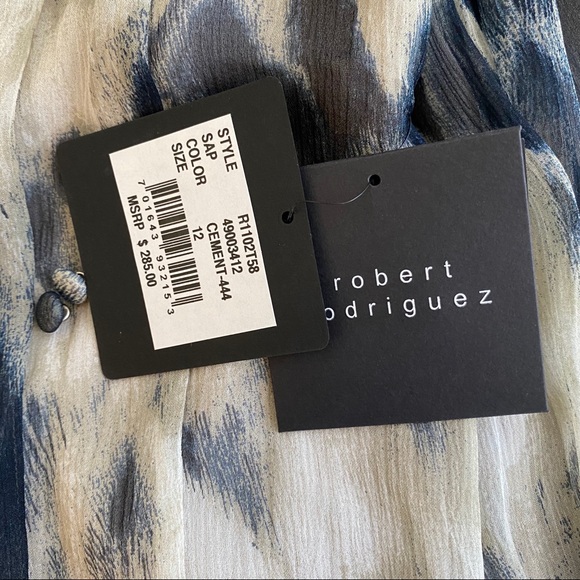 STYLE R1102T58
SAP 49003412
COLOR CEMENT-444
SIZE 12
7 01643 93215 3
MSRP $ 285.00
robert
odriguez